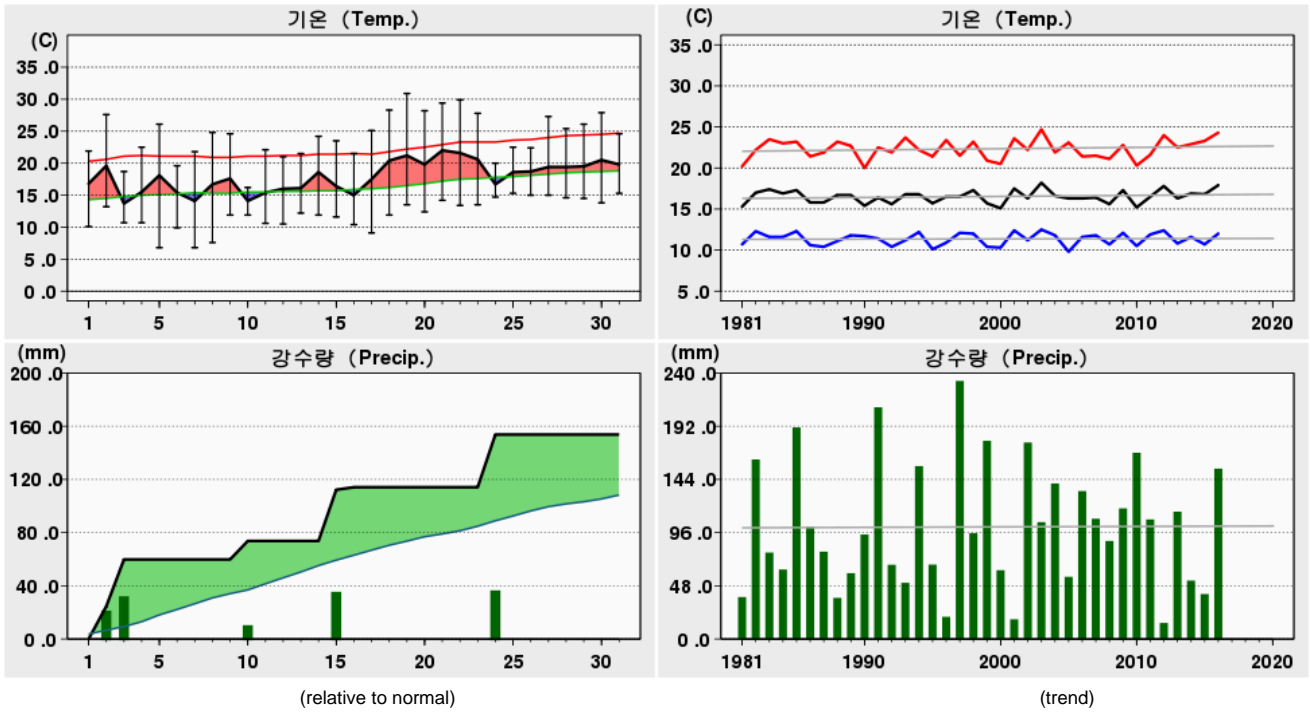 기온 (Temp.)
(C)
35 .0
30 .0
25 .0
20 .0
15 .0
10 .0
5 .0
0 .0
1 5 10 15 20 25 30
기온 (Temp.)
(C)
35 .0
30 .0
25 .0
20 .0
15 .0
10 .0
5 .0
1981 1990 2000 2010 2020
강수량 (Precip.)
(mm)
200 .0
160 .0
120 .0
80 .0
40 .0
0 .0
1 5 10 15 20 25 30
(relative to normal)
강수량 (Precip.)
(mm)
240 .0
192 .0
144 .0
96 .0
48 .0
0 .0
1981 1990 2000 2010 2020
(trend)